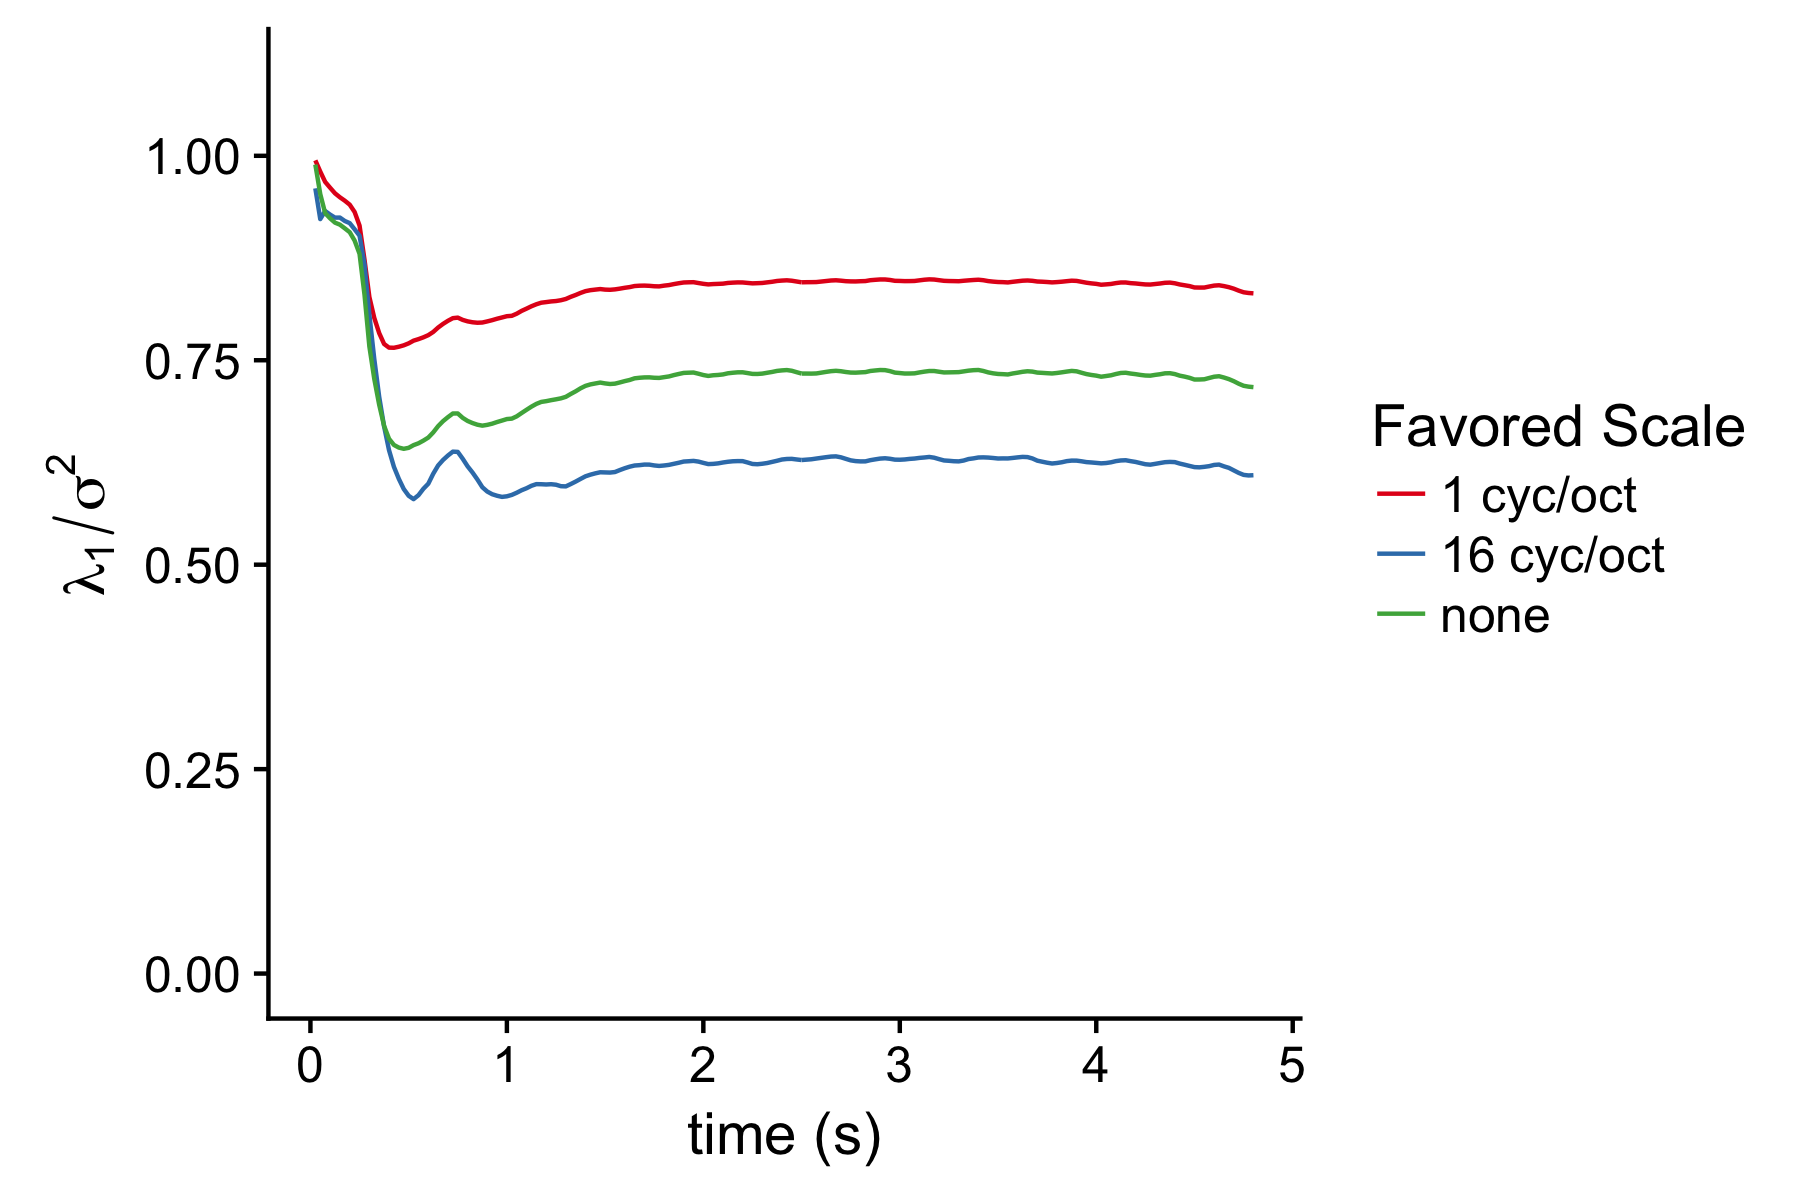 1.00
0.75
0.50
0.25
0.00
λ₁/σ²
0 1 2 3 4 5
time (s)
Favored Scale
1 cyc/oct
16 cyc/oct
none